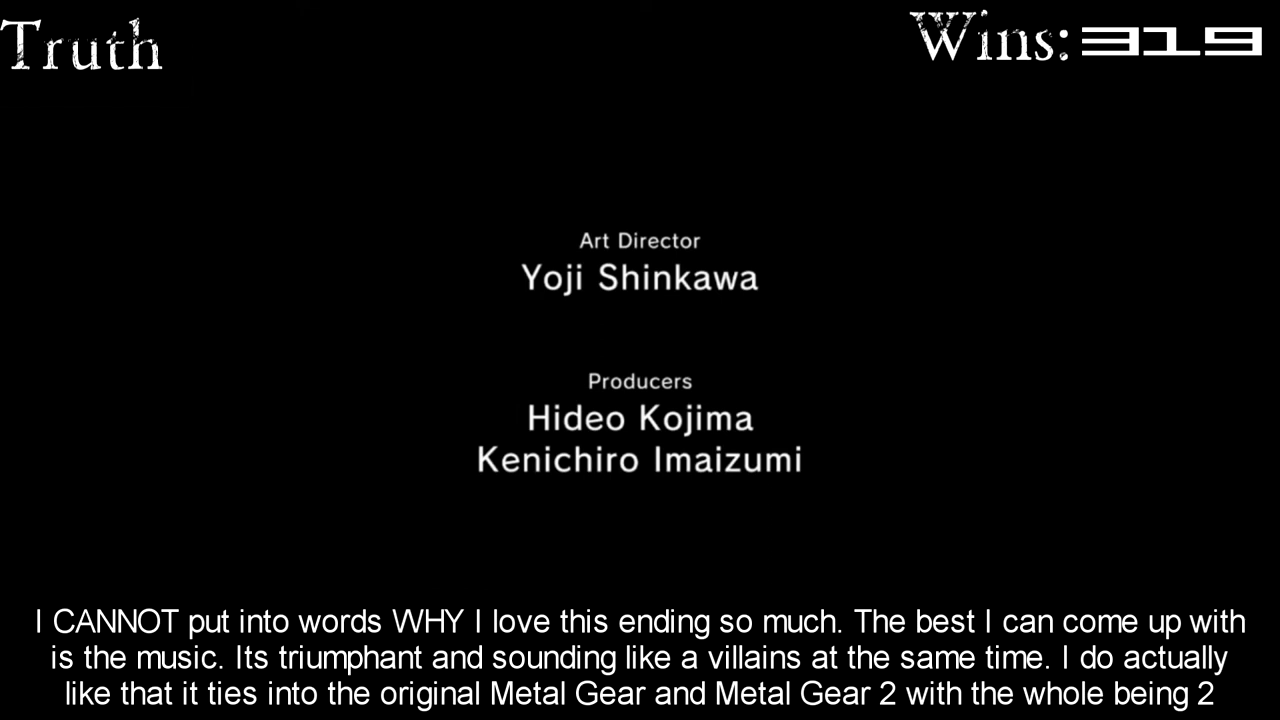 Truth
Wins: 319
Art Director
Yoji Shinkawa
Producers
Hideo Kojima
Kenichiro Imaizumi
I CANNOT put into words WHY I love this ending so much. The best I can come up with
is the music. Its triumphant and sounding like a villains at the same time. I do actually
like that it ties into the original Metal Gear and Metal Gear 2 with the whole being 2